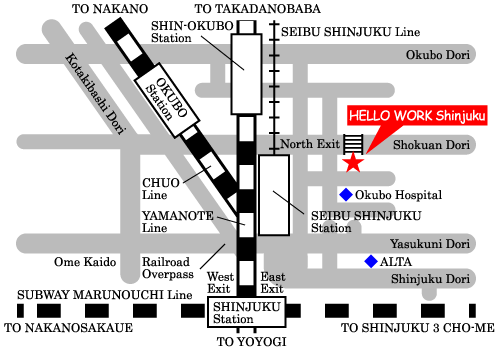 TO NAKANO
TO TAKADANOBABA
SHIN-OKUBO
Station
SEIBU SHINJUKU Line
Okubo Dori
Kotakibashi Dori
OKUBO
Station
HELLO WORK Shinjuku
North Exit
Shokuan Dori
CHUO
Line
Okubo Hospital
YAMANOTE
Line
SEIBU SHINJUKU
Station
Yasukuni Dori
Ome Kaido
Railroad
Overpass
ALTA
West
Exit
East
Exit
Shinjuku Dori
SUBWAY MARUNOUCHI Line
SHINJUKU
Station
TO NAKANOSAKAUE
TO SHINJUKU 3 CHO-ME
TO YOYOGI